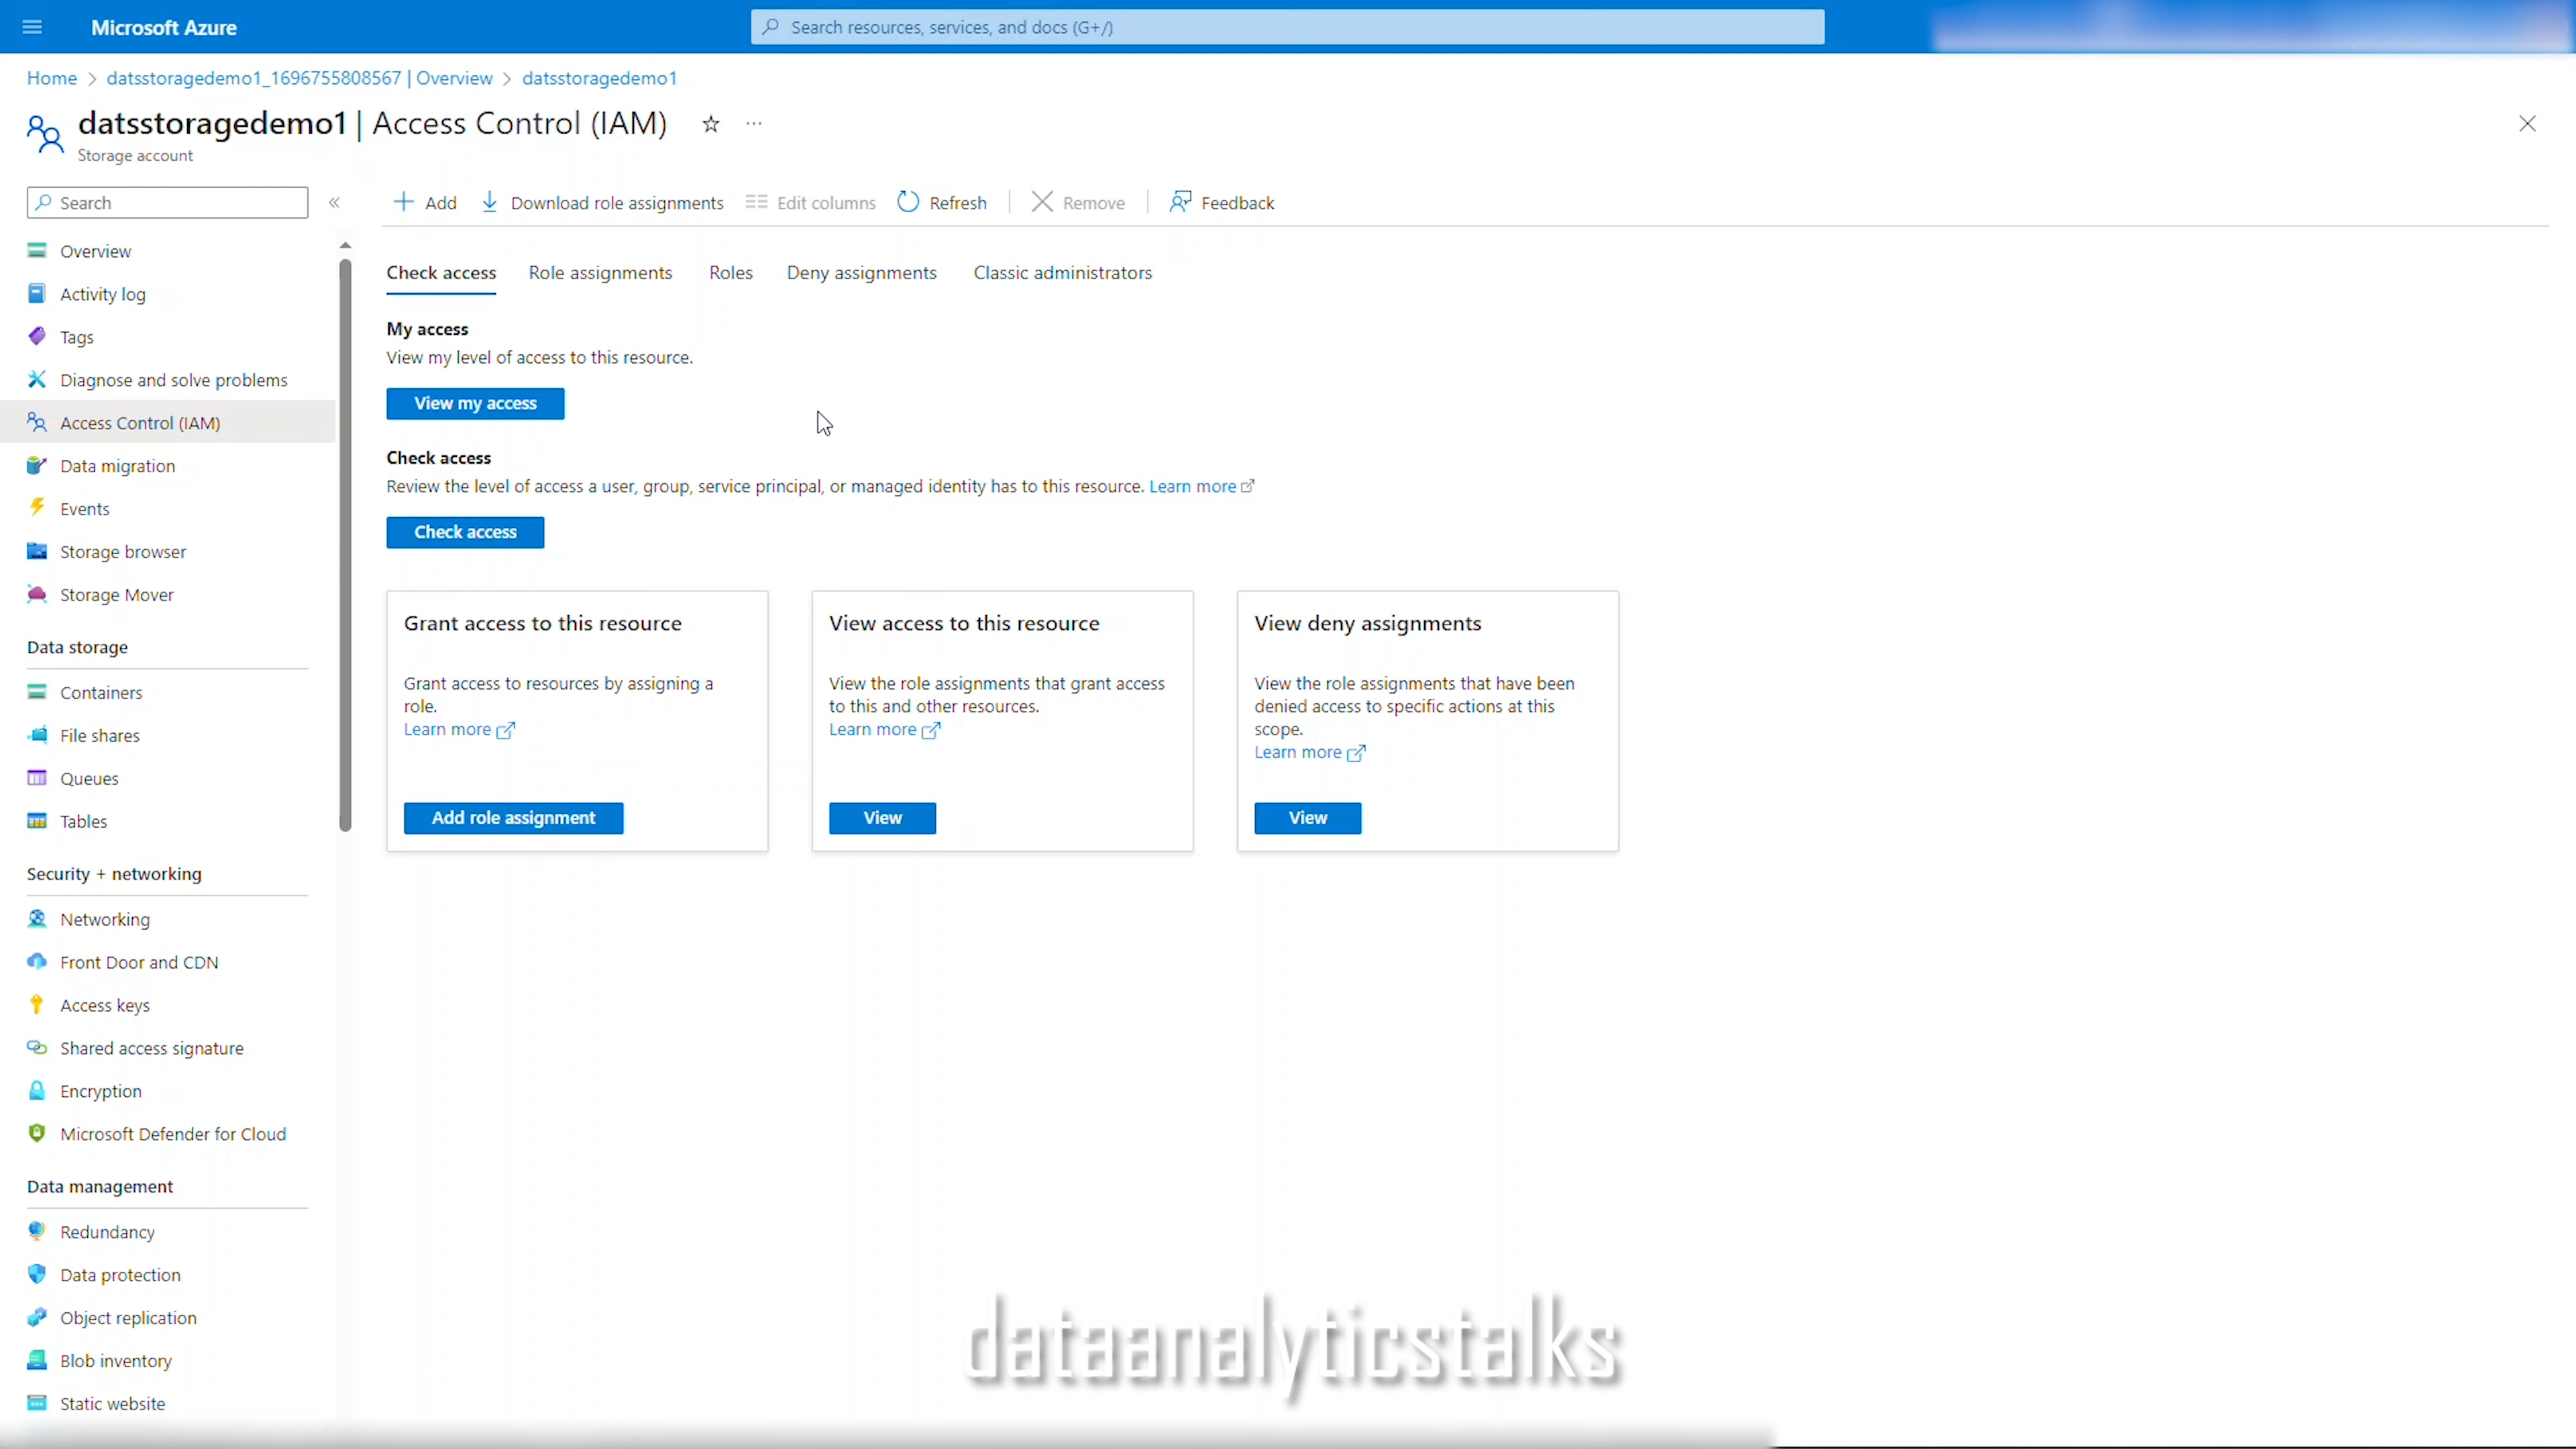 Microsoft Azure
Search resources, services, and docs (G+/)
Home > datsstoragedemo1_1696755808567 | Overview > datsstoragedemo1
datsstoragedemo1 | Access Control (IAM)
Storage account
Search
Add
Download role assignments
Edit columns
Refresh
Remove
Feedback
Overview
Activity log
Tags
Diagnose and solve problems
Access Control (IAM)
Data migration
Events
Storage browser
Storage Mover
Data storage
Containers
File shares
Queues
Tables
Security + networking
Networking
Front Door and CDN
Access keys
Shared access signature
Encryption
Microsoft Defender for Cloud
Data management
Redundancy
Data protection
Object replication
Blob inventory
Static website
Check access
Role assignments
Roles
Deny assignments
Classic administrators
My access
View my level of access to this resource.
View my access
Check access
Review the level of access a user, group, service principal, or managed identity has to this resource. Learn more
Check access
Grant access to this resource
Grant access to resources by assigning a
role.
Learn more
Add role assignment
View access to this resource
View the role assignments that grant access
to this and other resources.
Learn more
View
View deny assignments
View the role assignments that have been
denied access to specific actions at this
scope.
Learn more
View
dataanalyticstalks